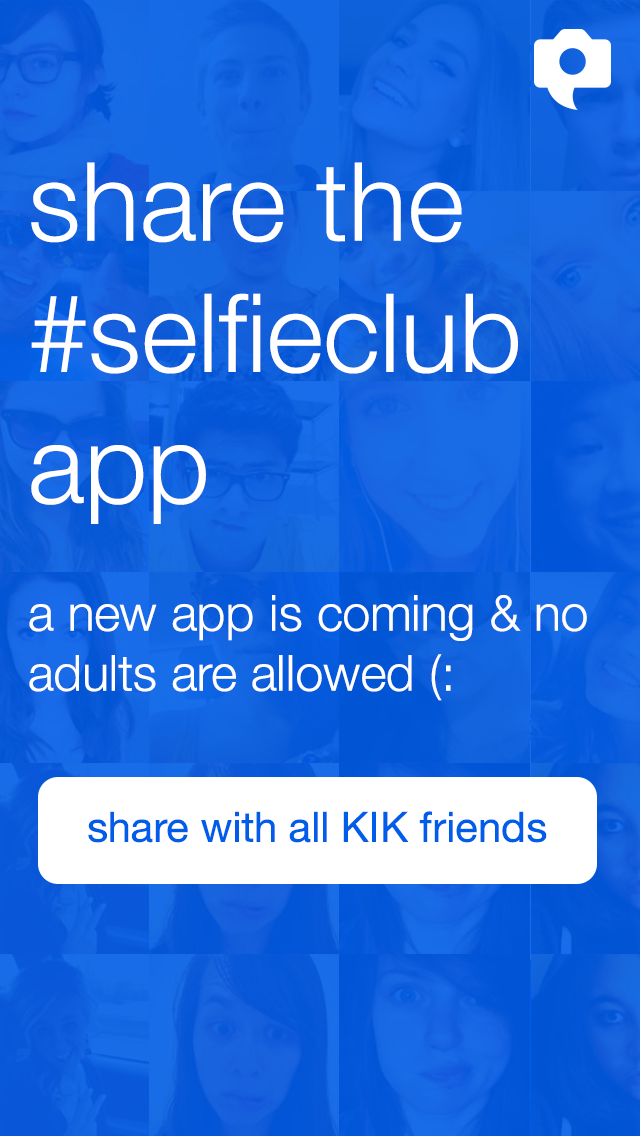 share the
#selfieclub
app
a new app is coming & no
adults are allowed (:
share with all KIK friends